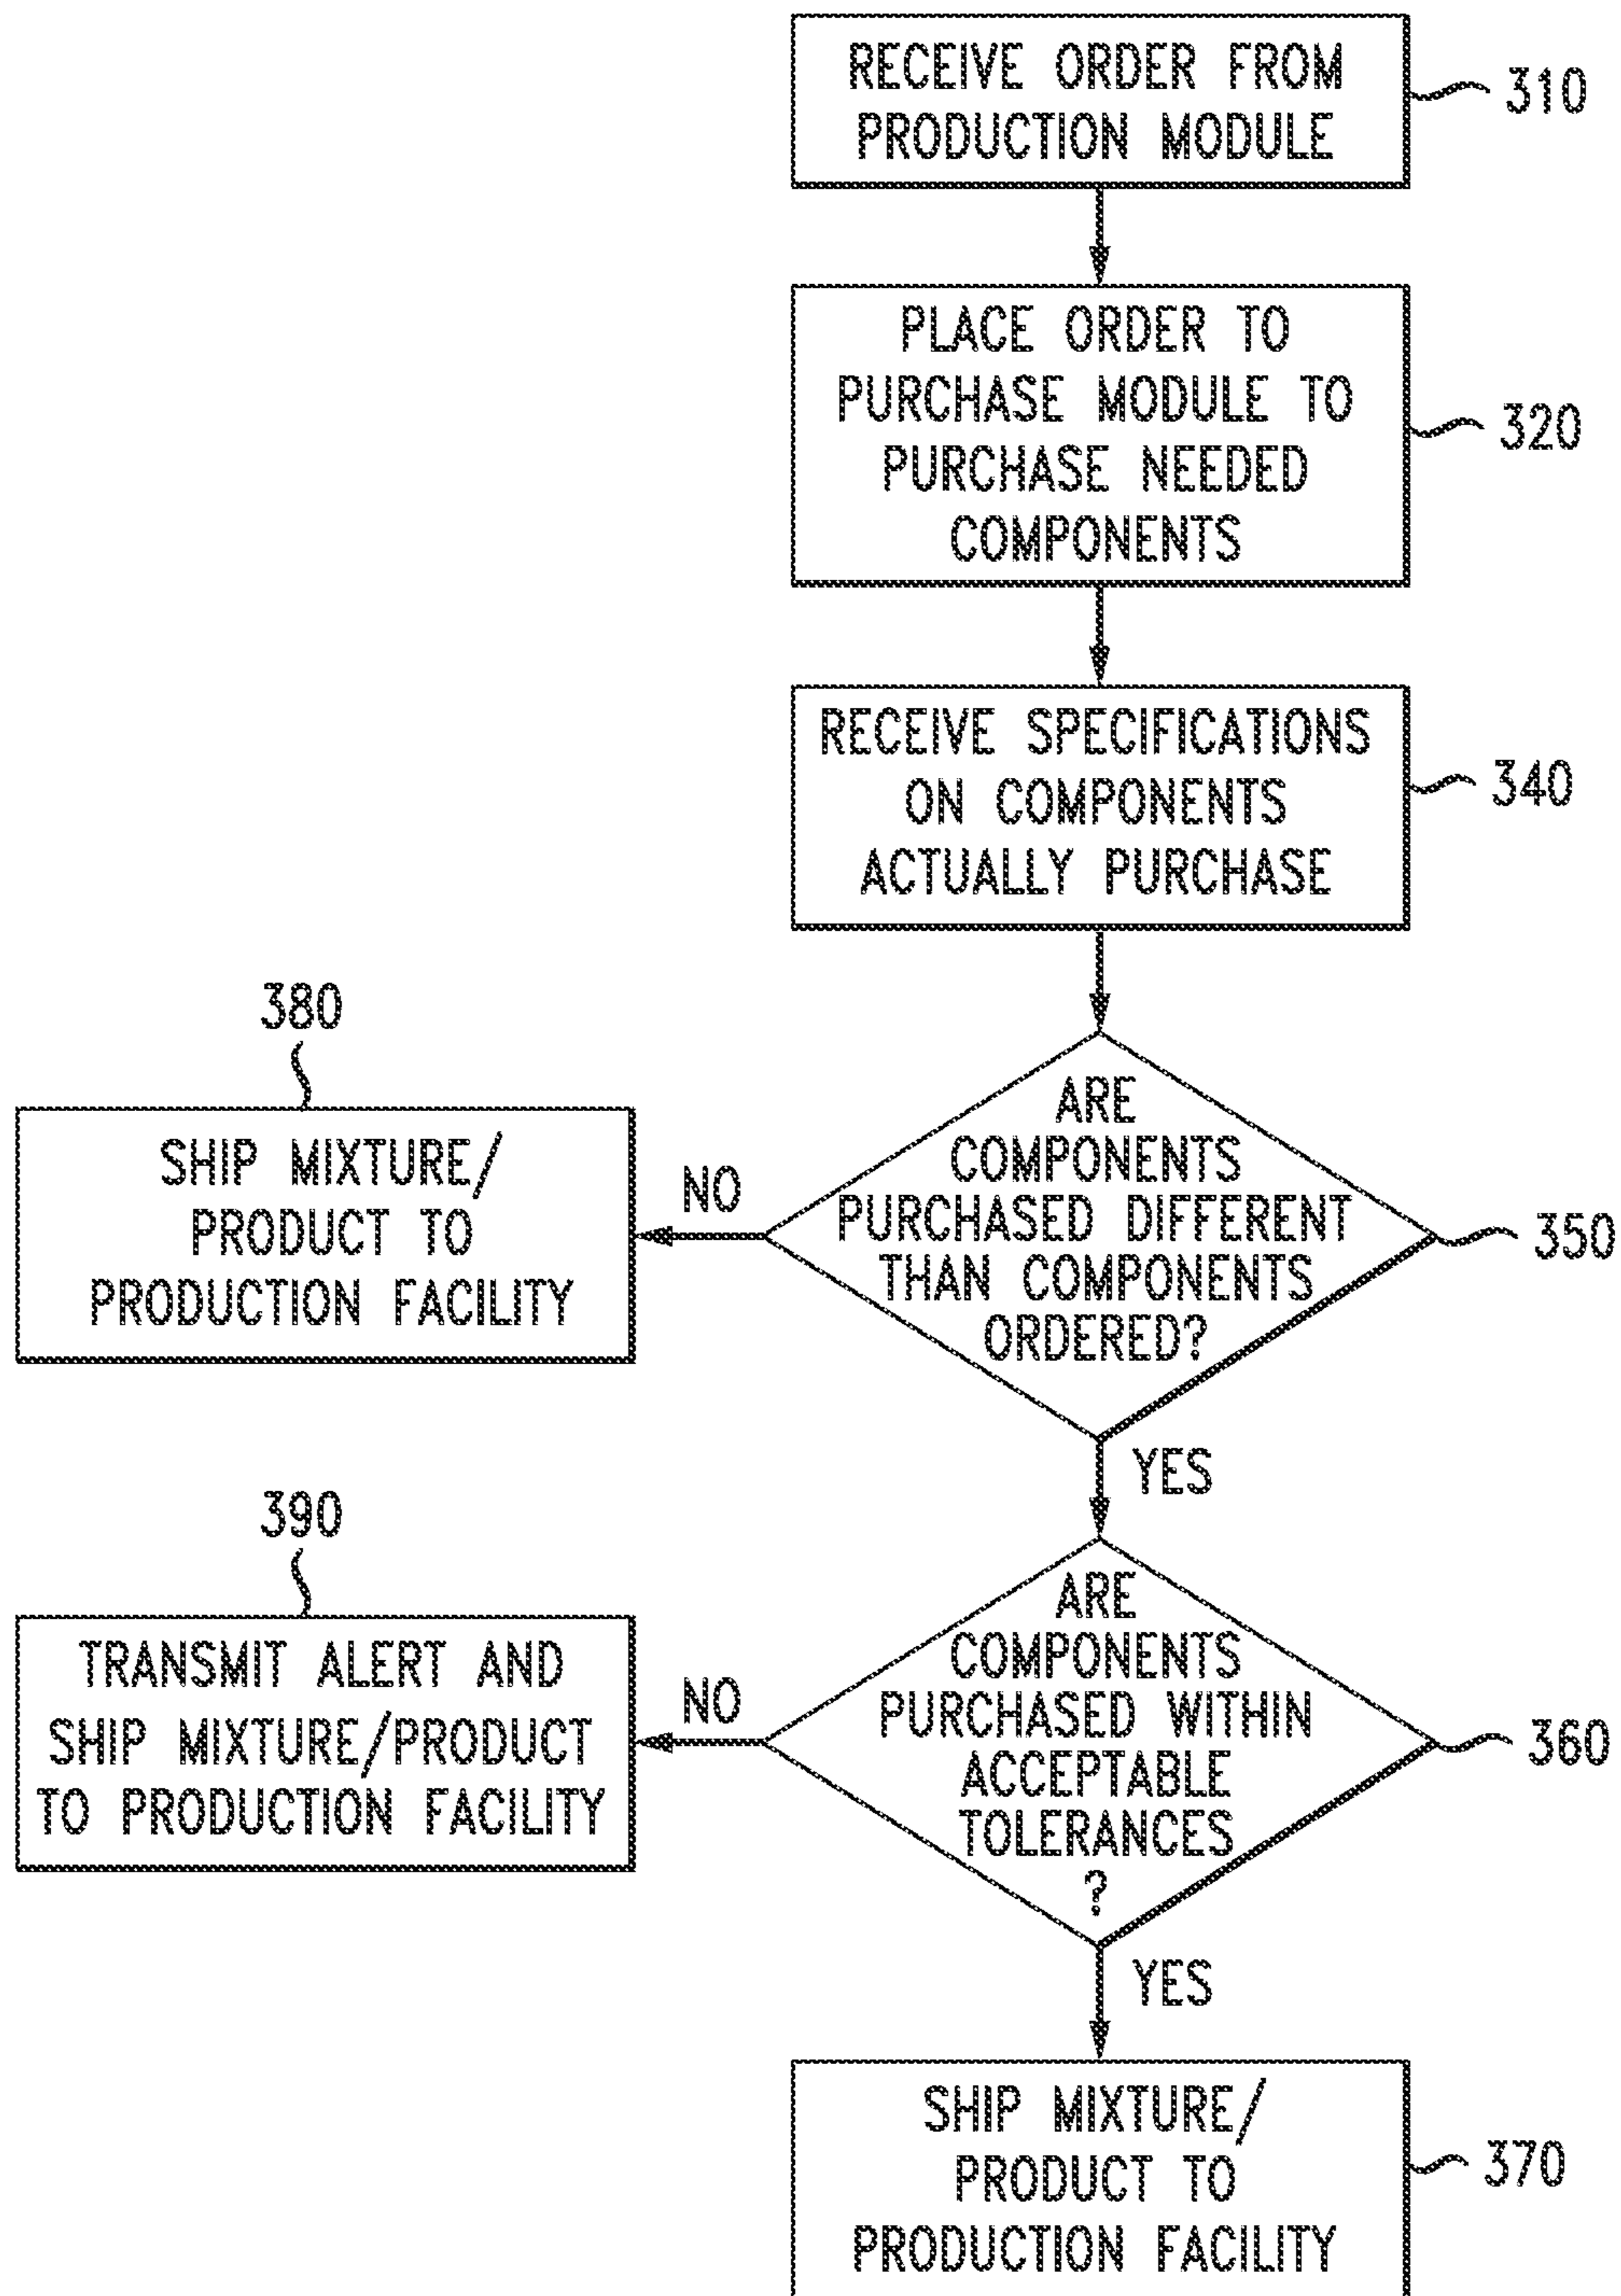 RECEIVE ORDER FROM
PRODUCTION MODULE
310
PLACE ORDER TO
PURCHASE MODULE TO
PURCHASE NEEDED
COMPONENTS
320
RECEIVE SPECIFICATIONS
ON COMPONENTS
ACTUALLY PURCHASE
340
ARE
COMPONENTS
PURCHASED DIFFERENT
THAN COMPONENTS
ORDERED?
350
NO
380
SHIP MIXTURE/
PRODUCT TO
PRODUCTION FACILITY
YES
ARE
COMPONENTS
PURCHASED WITHIN
ACCEPTABLE
TOLERANCES
?
360
NO
390
TRANSMIT ALERT AND
SHIP MIXTURE/PRODUCT
TO PRODUCTION FACILITY
YES
SHIP MIXTURE/
PRODUCT TO
PRODUCTION FACILITY
370